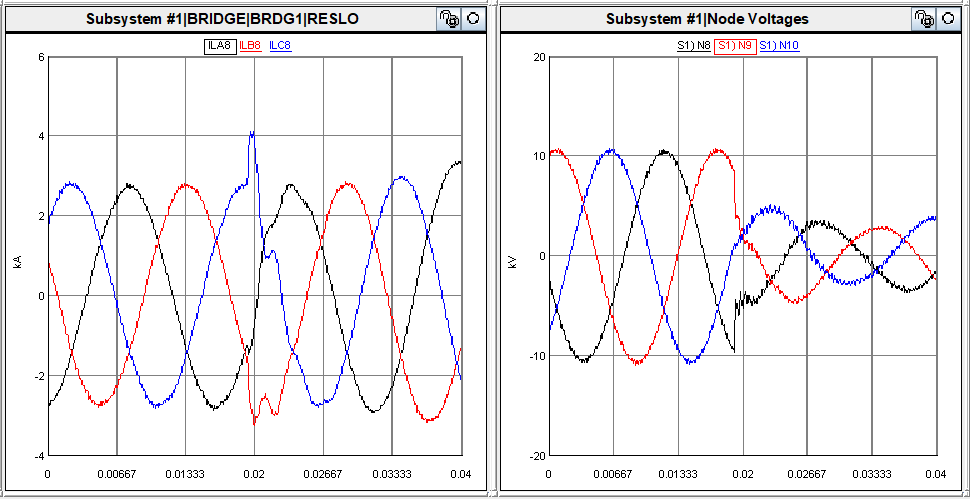 Subsystem #1|BRIDGE|BRDG1|RESLO
ILA8 ILB8 ILC8
6
4
2
0
-2
-4
kA
0 0.00667 0.01333 0.02 0.02667 0.03333 0.04
Subsystem #1|Node Voltages
S1) N8 S1) N9 S1) N10
20
10
0
-10
-20
kV
0 0.00667 0.01333 0.02 0.02667 0.03333 0.04